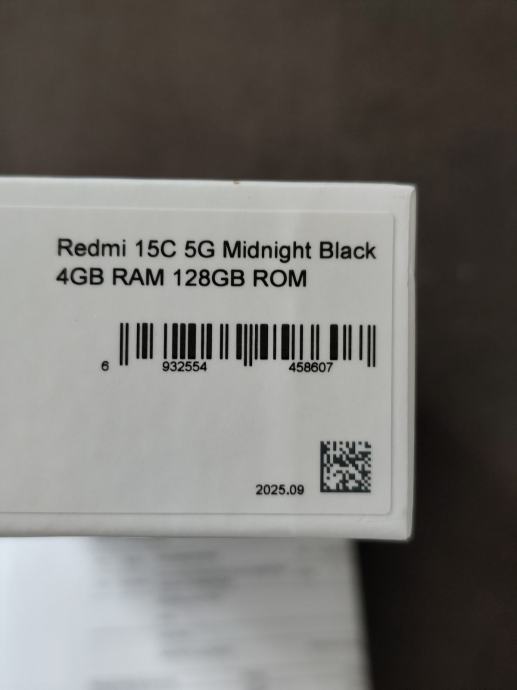 Redmi 15C 5G Midnight Black
4GB RAM 128GB ROM
6 932554 458607
2025.09